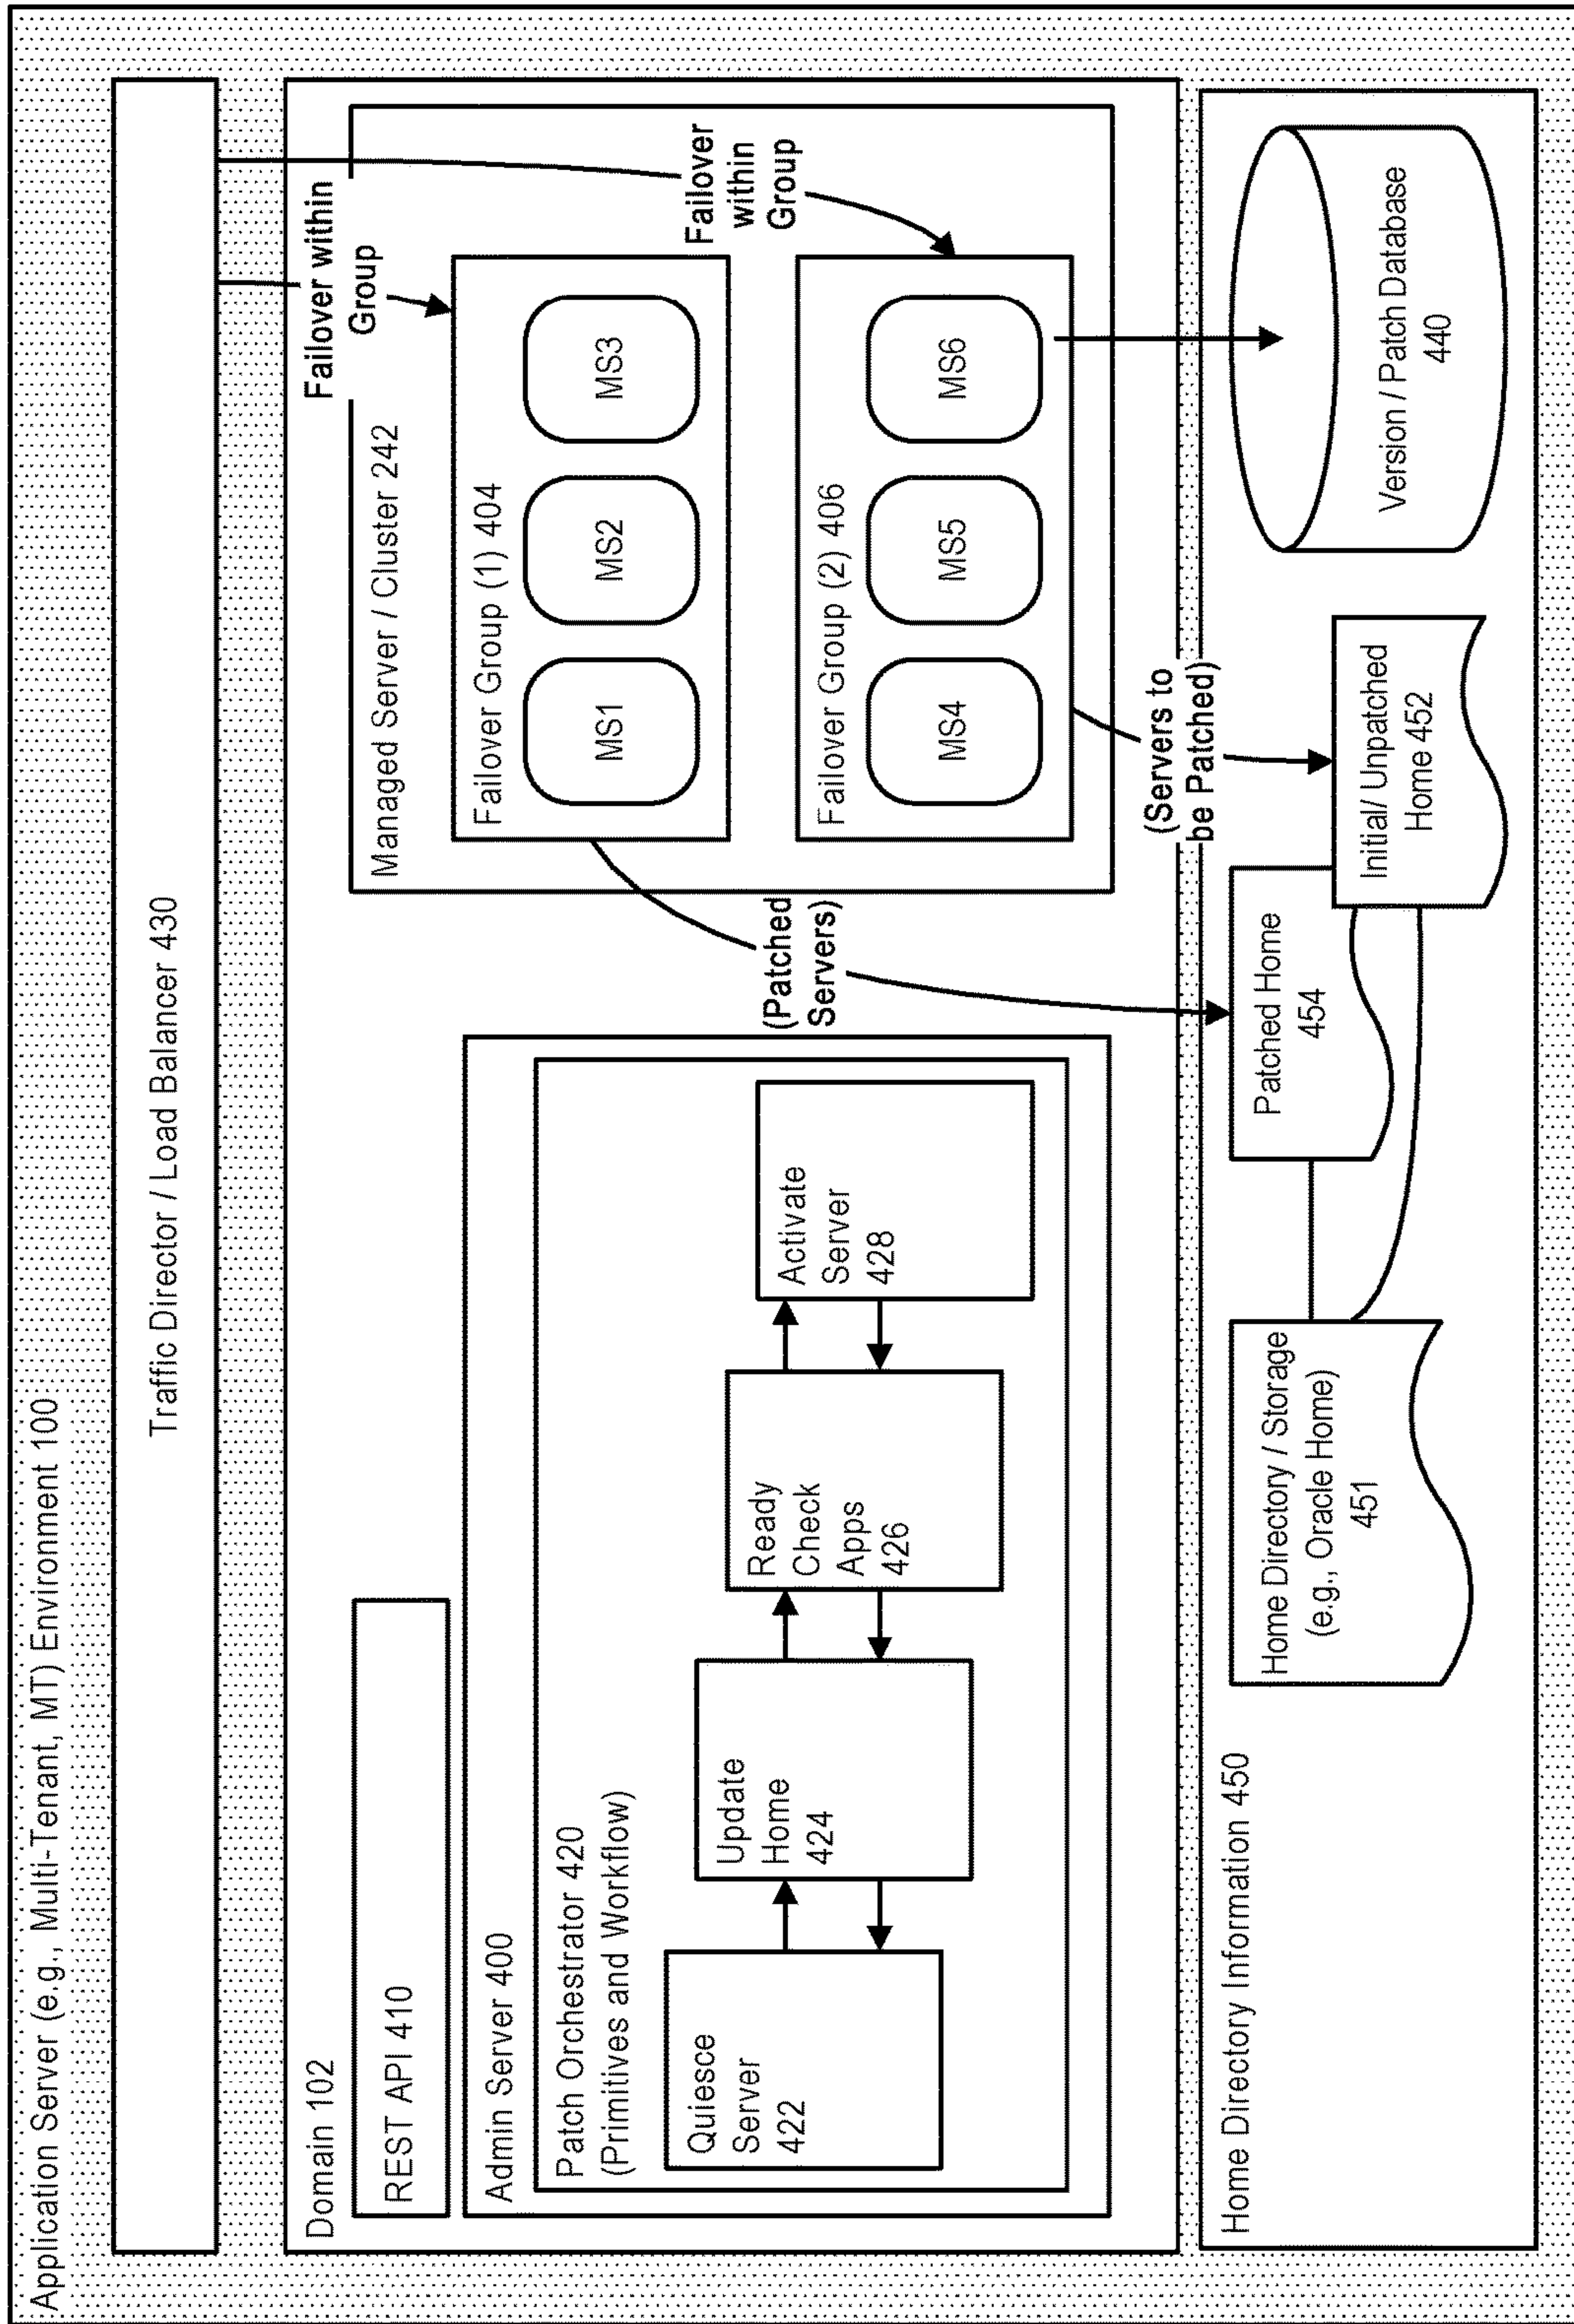 Application Server (e.g., Multi-Tenant, MT) Environment 100
Traffic Director / Load Balancer 430
Domain 102
REST API 410
Admin Server 400
Patch Orchestrator 420
(Primitives and Workflow)
Quiesce
Server
422
Update
Home
424
Ready
Check
Apps
426
Activate
Server
428
Failover within
Group
Managed Server / Cluster 242
Failover Group (1) 404
MS1
MS2
MS3
Failover
within
Group
Failover Group (2) 406
MS4
MS5
MS6
(Patched
Servers)
(Servers to
be Patched)
Home Directory Information 450
Home Directory / Storage
(e.g., Oracle Home)
451
Patched Home
454
Initial/ Unpatched
Home 452
Version / Patch Database
440